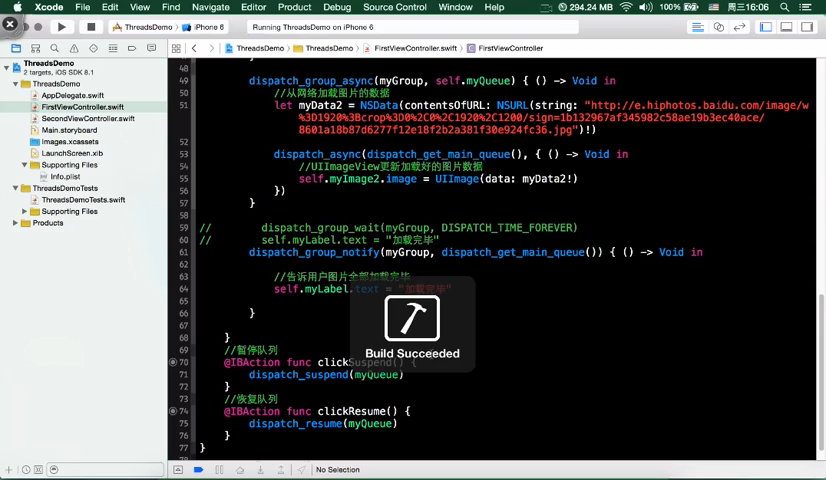 Xcode File Edit View Find Navigate Editor Product Debug Source Control Window Help 294.24 MB 100% 周三16:06
ThreadsDemo iPhone 6 Running ThreadsDemo on iPhone 6
ThreadsDemo ThreadsDemo FirstViewController.swift C FirstViewController
ThreadsDemo
2 targets, iOS SDK 8.1
ThreadsDemo
AppDelegate.swift
FirstViewController.swift
SecondViewController.swift
Main.storyboard
Images.xcassets
LaunchScreen.xib
Supporting Files
Info.plist
ThreadsDemoTests
ThreadsDemoTests.swift
Supporting Files
Products
48 }
49 dispatch_group_async(myGroup, self.myQueue) { () -> Void in
50 //从网络加载图片的数据
51 let myData2 = NSData(contentsOfURL: NSURL(string: "http://e.hiphotos.baidu.com/image/w
%3D1920%3Bcrop%3D0%2C0%2C1920%2C1200/sign=1b132967af345982c58ae19b3ec40ace/
8601a18b87d6277f12e18f2b2a381f30e924fc36.jpg")!)
52
53 dispatch_async(dispatch_get_main_queue(), { () -> Void in
54 //UIImageView更新加载好的图片数据
55 self.myImage2.image = UIImage(data: myData2!)
56 })
57 }
58
59 // dispatch_group_wait(myGroup, DISPATCH_TIME_FOREVER)
60 // self.myLabel.text = "加载完毕"
61 dispatch_group_notify(myGroup, dispatch_get_main_queue()) { () -> Void in
62
63 //告诉用户图片全部加载完毕
64 self.myLabel.text = "加载完毕"
65
66 }
67
68 }
69 //暂停队列
70 @IBAction func clickSuspend() {
71 dispatch_suspend(myQueue)
72 }
73 //恢复队列
74 @IBAction func clickResume() {
75 dispatch_resume(myQueue)
76 }
77 }
Build Succeeded
No Selection